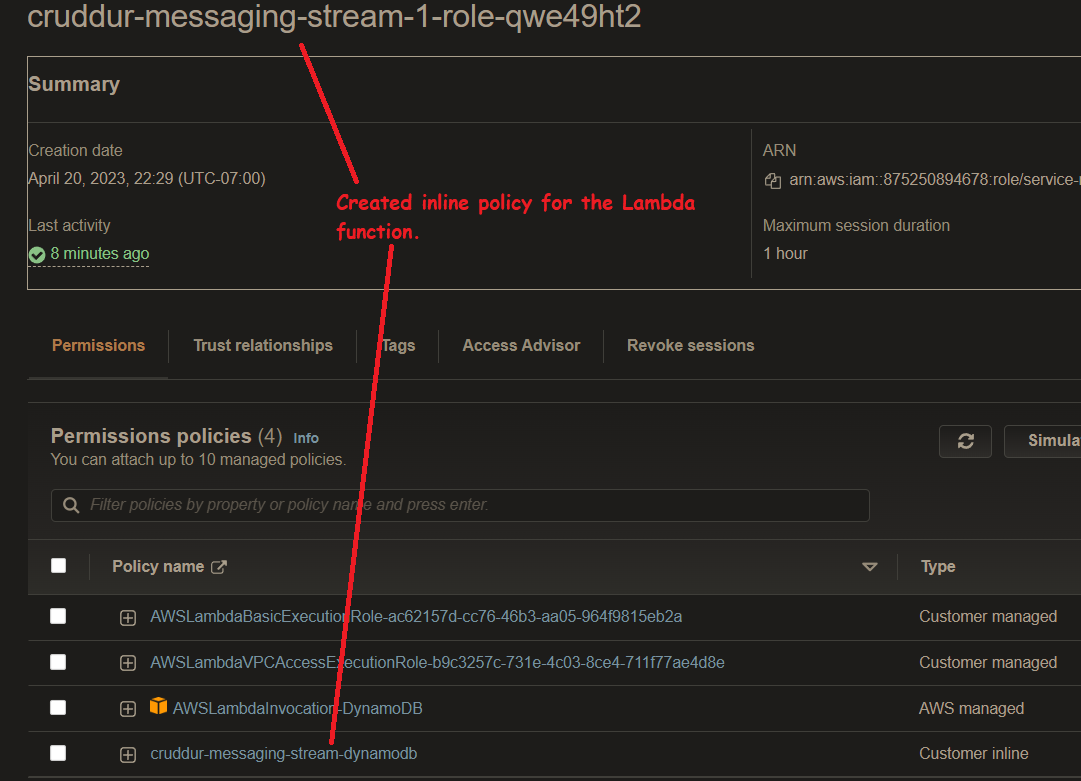 cruddur-messaging-stream-1-role-qwe49ht2
Summary
Creation date
April 20, 2023, 22:29 (UTC-07:00)
ARN
arn:aws:iam::875250894678:role/service-
Created inline policy for the Lambda
function.
Last activity
8 minutes ago
Maximum session duration
1 hour
Permissions
Trust relationships
Tags
Access Advisor
Revoke sessions
Permissions policies (4) Info
You can attach up to 10 managed policies.
Simula
Filter policies by property or policy name and press enter.
Policy name
Type
AWSLambdaBasicExecutionRole-ac62157d-cc76-46b3-aa05-964f9815eb2a
Customer managed
AWSLambdaVPCAccessExecutionRole-b9c3257c-731e-4c03-8ce4-711f77ae4d8e
Customer managed
AWSLambdaInvocation-DynamoDB
AWS managed
cruddur-messaging-stream-dynamodb
Customer inline